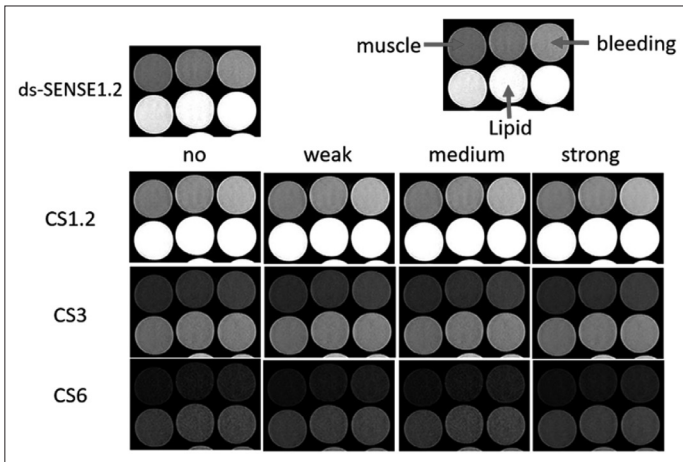 muscle bleeding
ds-SENSE1.2
Lipid
no weak medium strong
CS1.2
CS3
CS6